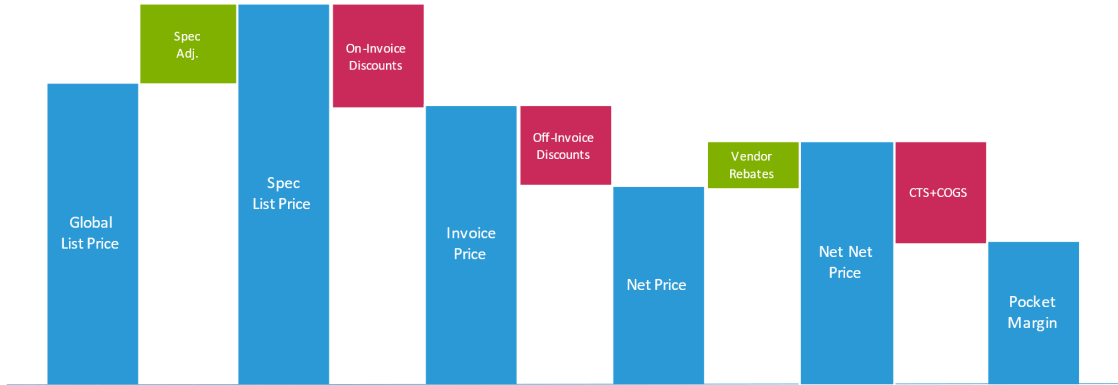 Global
List Price
Spec
Adj.
Spec
List Price
On-Invoice
Discounts
Invoice
Price
Off-Invoice
Discounts
Net Price
Vendor
Rebates
Net Net
Price
CTS+COGS
Pocket
Margin